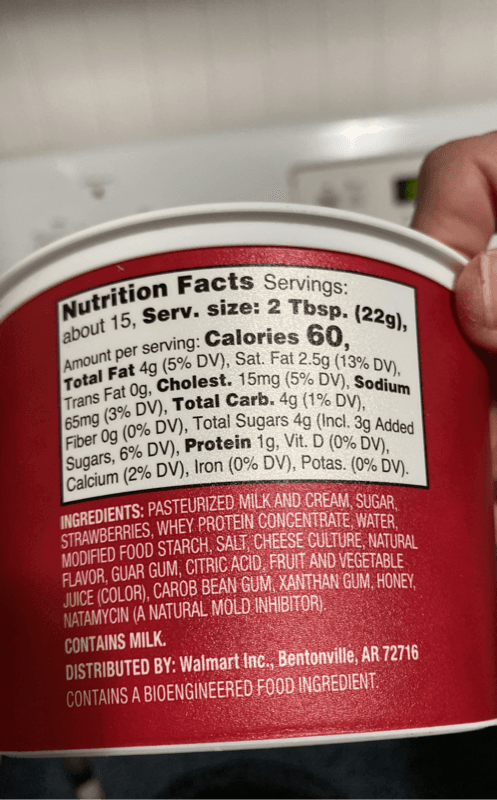 Nutrition Facts Servings:
about 15, Serv. size: 2 Tbsp. (22g),
Amount per serving: Calories 60,
Total Fat 4g (5% DV), Sat. Fat 2.5g (13% DV),
Trans Fat 0g, Cholest. 15mg (5% DV), Sodium
65mg (3% DV), Total Carb. 4g (1% DV),
Fiber 0g (0% DV), Total Sugars 4g (Incl. 3g Added
Sugars, 6% DV), Protein 1g, Vit. D (0% DV),
Calcium (2% DV), Iron (0% DV), Potas. (0% DV).
INGREDIENTS: PASTEURIZED MILK AND CREAM, SUGAR,
STRAWBERRIES, WHEY PROTEIN CONCENTRATE, WATER,
MODIFIED FOOD STARCH, SALT, CHEESE CULTURE, NATURAL
FLAVOR, GUAR GUM, CITRIC ACID, FRUIT AND VEGETABLE
JUICE (COLOR), CAROB BEAN GUM, XANTHAN GUM, HONEY,
NATAMYCIN (A NATURAL MOLD INHIBITOR).
CONTAINS MILK.
DISTRIBUTED BY: Walmart Inc., Bentonville, AR 72716
CONTAINS A BIOENGINEERED FOOD INGREDIENT.